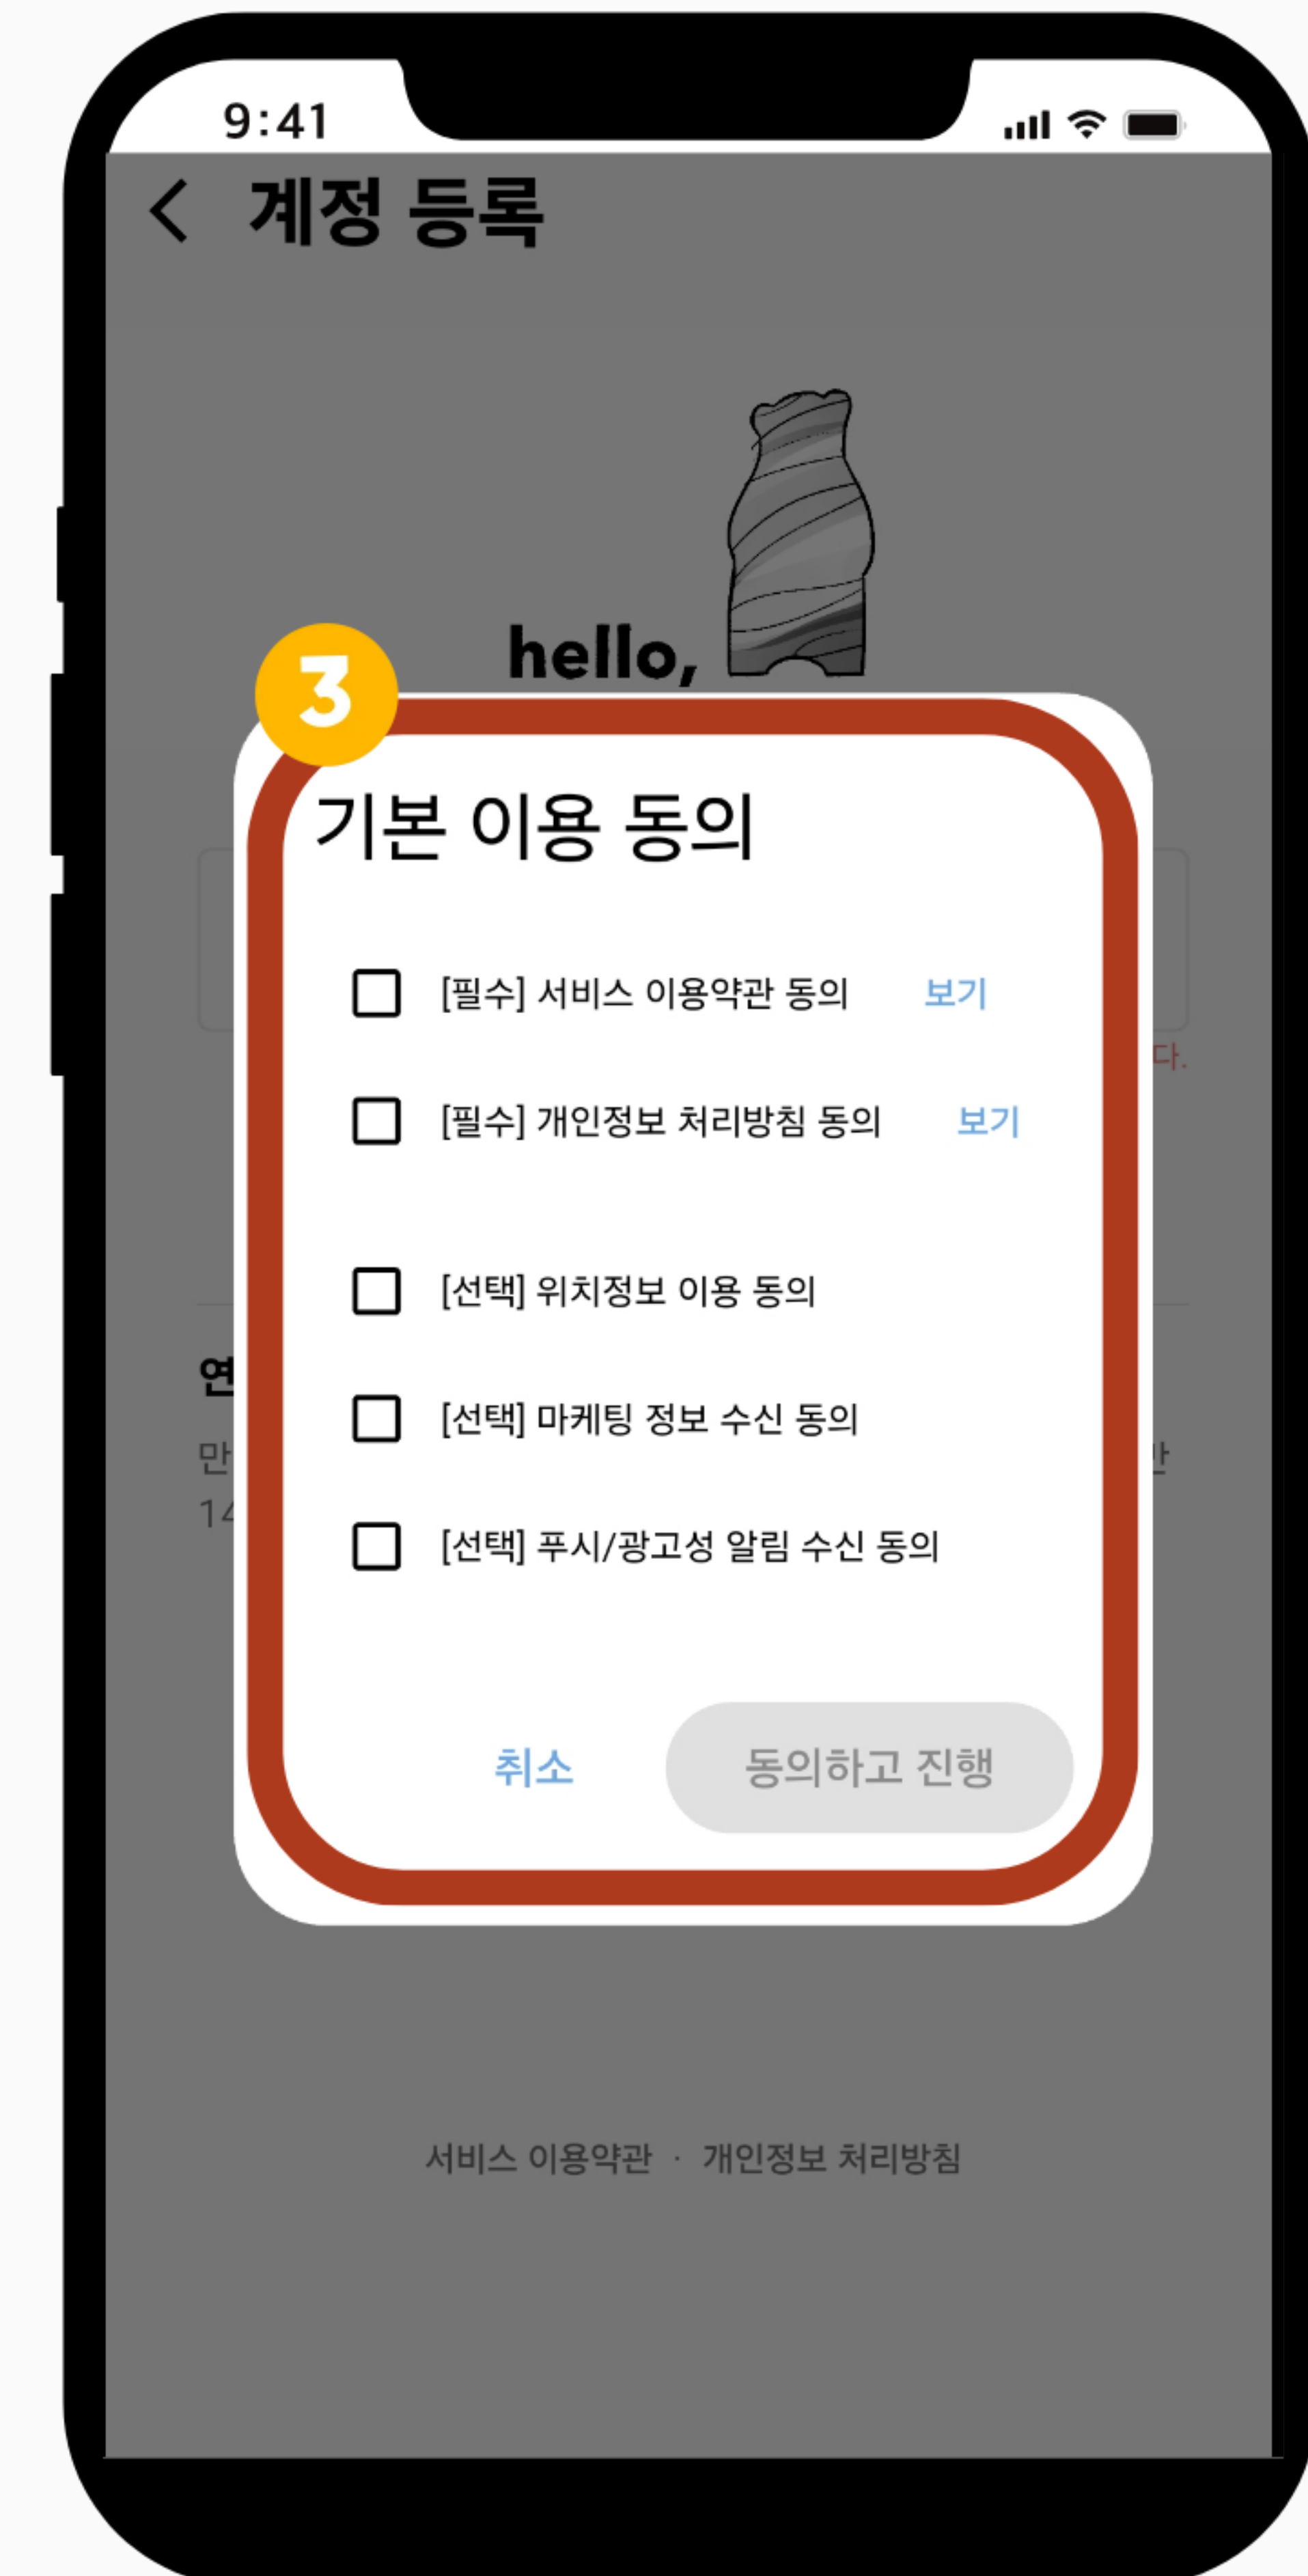 9:41
계정 등록
hello,
3
기본 이용 동의
[필수] 서비스 이용약관 동의 보기
다.
[필수] 개인정보 처리방침 동의 보기
[선택] 위치정보 이용 동의
연
[선택] 마케팅 정보 수신 동의
만
14
[선택] 푸시/광고성 알림 수신 동의
취소 동의하고 진행
서비스 이용약관 · 개인정보 처리방침